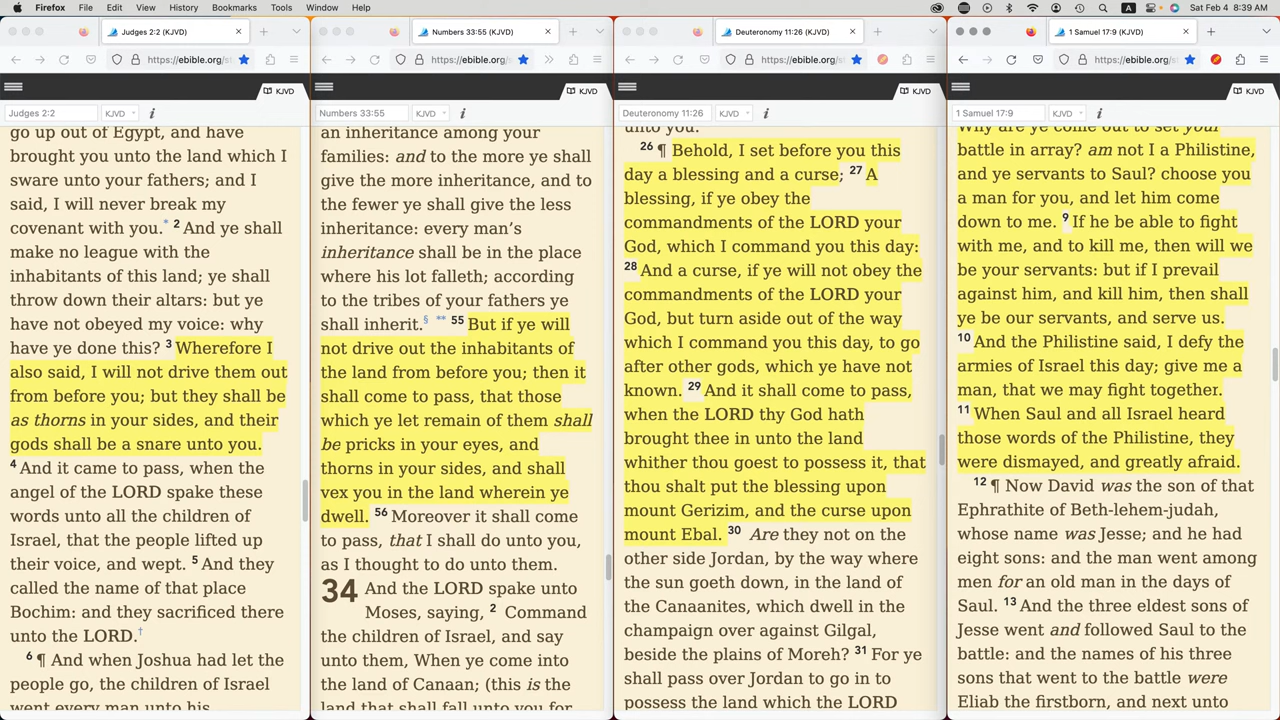 Firefox File Edit View History Bookmarks Tools Window Help
A Sat Feb 4 8:39 AM
Judges 2:2 (KJVD)
https://ebible.org/s
KJVD
Judges 2:2 KJVD i
go up out of Egypt, and have
brought you unto the land which I
sware unto your fathers; and I
said, I will never break my
covenant with you.* 2 And ye shall
make no league with the
inhabitants of this land; ye shall
throw down their altars: but ye
have not obeyed my voice: why
have ye done this? 3 Wherefore I
also said, I will not drive them out
from before you; but they shall be
as thorns in your sides, and their
gods shall be a snare unto you.
4 And it came to pass, when the
angel of the LORD spake these
words unto all the children of
Israel, that the people lifted up
their voice, and wept. 5 And they
called the name of that place
Bochim: and they sacrificed there
unto the LORD.†
6 ¶ And when Joshua had let the
people go, the children of Israel
went every man unto his
Numbers 33:55 (KJVD)
https://ebible.org/
KJVD
Numbers 33:55 KJVD i
an inheritance among your
families: and to the more ye shall
give the more inheritance, and to
the fewer ye shall give the less
inheritance: every man’s
inheritance shall be in the place
where his lot falleth; according
to the tribes of your fathers ye
shall inherit.§ ** 55 But if ye will
not drive out the inhabitants of
the land from before you; then it
shall come to pass, that those
which ye let remain of them shall
be pricks in your eyes, and
thorns in your sides, and shall
vex you in the land wherein ye
dwell. 56 Moreover it shall come
to pass, that I shall do unto you,
as I thought to do unto them.
34 And the LORD spake unto
Moses, saying, 2 Command
the children of Israel, and say
unto them, When ye come into
the land of Canaan; (this is the
land that shall fall unto you for
Deuteronomy 11:26 (KJVD)
https://ebible.org/s
KJVD
Deuteronomy 11:26 KJVD i
unto you.
26 ¶ Behold, I set before you this
day a blessing and a curse; 27 A
blessing, if ye obey the
commandments of the LORD your
God, which I command you this day:
28 And a curse, if ye will not obey the
commandments of the LORD your
God, but turn aside out of the way
which I command you this day, to go
after other gods, which ye have not
known. 29 And it shall come to pass,
when the LORD thy God hath
brought thee in unto the land
whither thou goest to possess it, that
thou shalt put the blessing upon
mount Gerizim, and the curse upon
mount Ebal. 30 Are they not on the
other side Jordan, by the way where
the sun goeth down, in the land of
the Canaanites, which dwell in the
champaign over against Gilgal,
beside the plains of Moreh? 31 For ye
shall pass over Jordan to go in to
possess the land which the LORD
1 Samuel 17:9 (KJVD)
https://ebible.org/s
KJVD
1 Samuel 17:9 KJVD i
Why are ye come out to set your
battle in array? am not I a Philistine,
and ye servants to Saul? choose you
a man for you, and let him come
down to me. 9 If he be able to fight
with me, and to kill me, then will we
be your servants: but if I prevail
against him, and kill him, then shall
ye be our servants, and serve us.
10 And the Philistine said, I defy the
armies of Israel this day; give me a
man, that we may fight together.
11 When Saul and all Israel heard
those words of the Philistine, they
were dismayed, and greatly afraid.
12 ¶ Now David was the son of that
Ephrathite of Beth-lehem-judah,
whose name was Jesse; and he had
eight sons: and the man went among
men for an old man in the days of
Saul. 13 And the three eldest sons of
Jesse went and followed Saul to the
battle: and the names of his three
sons that went to the battle were
Eliab the firstborn, and next unto